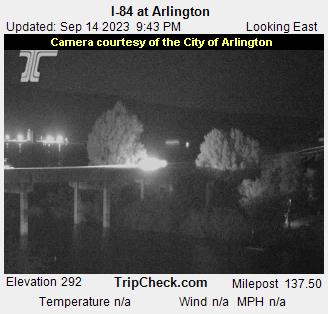 I-84 at Arlington
Updated: Sep 14 2023 9:43 PM Looking East
Camera courtesy of the City of Arlington
Elevation 292 TripCheck.com Milepost 137.50
Temperature n/a Wind n/a MPH n/a